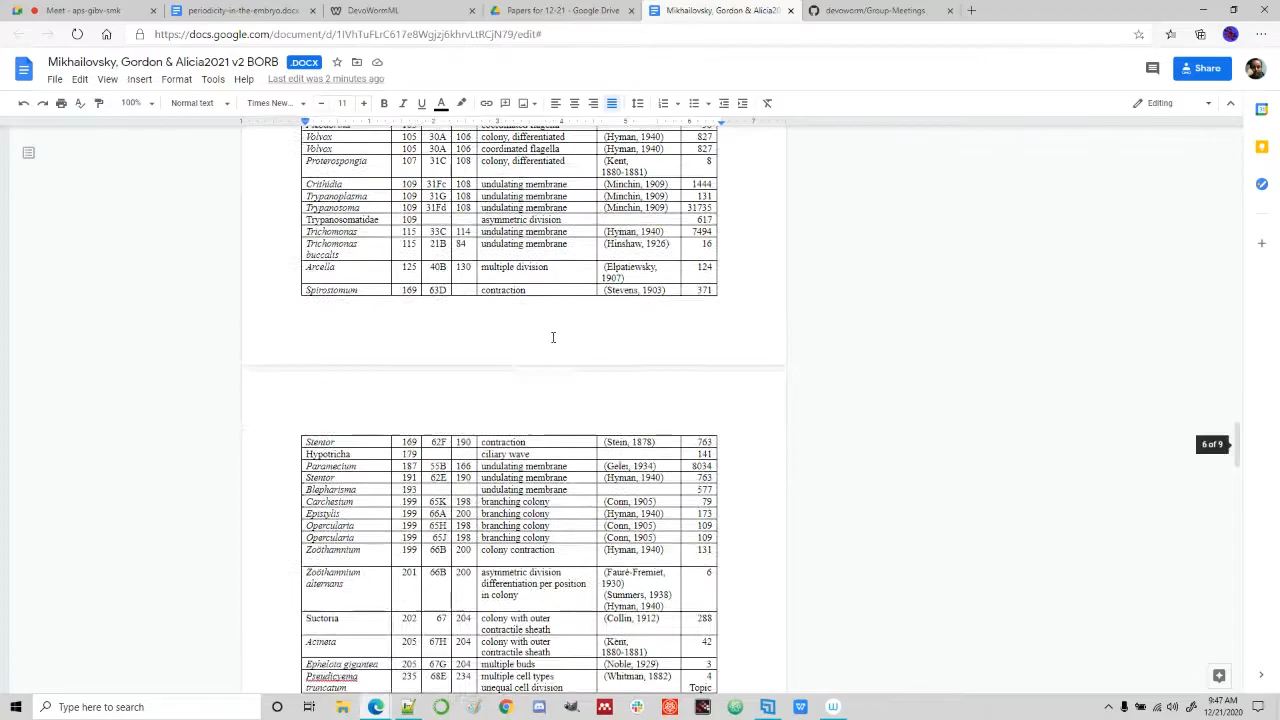 Meet - aps-gibv-smk
periodicity-in-the-embryo.docx
DevoWormML
Papers for 12-21 - Google Drive
Mikhailovsky, Gordon & Alicia20
devoworm/Group-Meetings
https://docs.google.com/document/d/1IVhTuFLrC617e8Wgjzj6khrvLtRCjN79/edit#
Mikhailovsky, Gordon & Alicia2021 v2 BORB .DOCX
Share
File Edit View Insert Format Tools Help Last edit was 2 minutes ago
100% Normal text Times New... 11 B I U A Editing
coordinated flagella
Volvox 105 30A 106 colony, differentiated (Hyman, 1940) 827
Volvox 105 30A 106 coordinated flagella (Hyman, 1940) 827
Proterospongia 107 31C 108 colony, differentiated (Kent, 8
1880-1881)
Crithidia 109 31Fc 108 undulating membrane (Minchin, 1909) 1444
Trypanoplasma 109 31G 108 undulating membrane (Minchin, 1909) 131
Trypanosoma 109 31Fd 108 undulating membrane (Minchin, 1909) 31735
Trypanosomatidae 109 asymmetric division 617
Trichomonas 115 33C 114 undulating membrane (Hyman, 1940) 7494
Trichomonas 115 21B 84 undulating membrane (Hinshaw, 1926) 16
buccalis
Arcella 125 40B 130 multiple division (Elpatiewsky, 124
1907)
Spirostomum 169 63D contraction (Stevens, 1903) 371
Stentor 169 62F 190 contraction (Stein, 1878) 763
Hypotricha 179 ciliary wave 141
Paramecium 187 55B 166 undulating membrane (Gelei, 1934) 8034
Stentor 191 62E 190 undulating membrane (Hyman, 1940) 763
Blepharisma 193 undulating membrane 577
Carchesium 199 65K 198 branching colony (Conn, 1905) 79
Epistylis 199 66A 200 branching colony (Hyman, 1940) 173
Opercularia 199 65H 198 branching colony (Conn, 1905) 109
Opercularia 199 65J 198 branching colony (Conn, 1905) 109
Zoöthamnium 199 66B 200 colony contraction (Hyman, 1940) 131
Zoöthamnium 201 66B 200 asymmetric division (Fauré-Fremiet, 6
alternans differentiation per position 1930)
in colony (Summers, 1938)
(Hyman, 1940)
Suctoria 202 67 204 colony with outer (Collin, 1912) 288
contractile sheath
Acineta 205 67H 204 colony with outer (Kent, 42
contractile sheath 1880-1881)
Ephelota gigantea 205 67G 204 multiple buds (Noble, 1929) 3
Pseudicyema 235 68E 234 multiple cell types (Whitman, 1882) 4
truncatum unequal cell division Topic
6 of 9
Type here to search
9:47 AM
12/21/2020